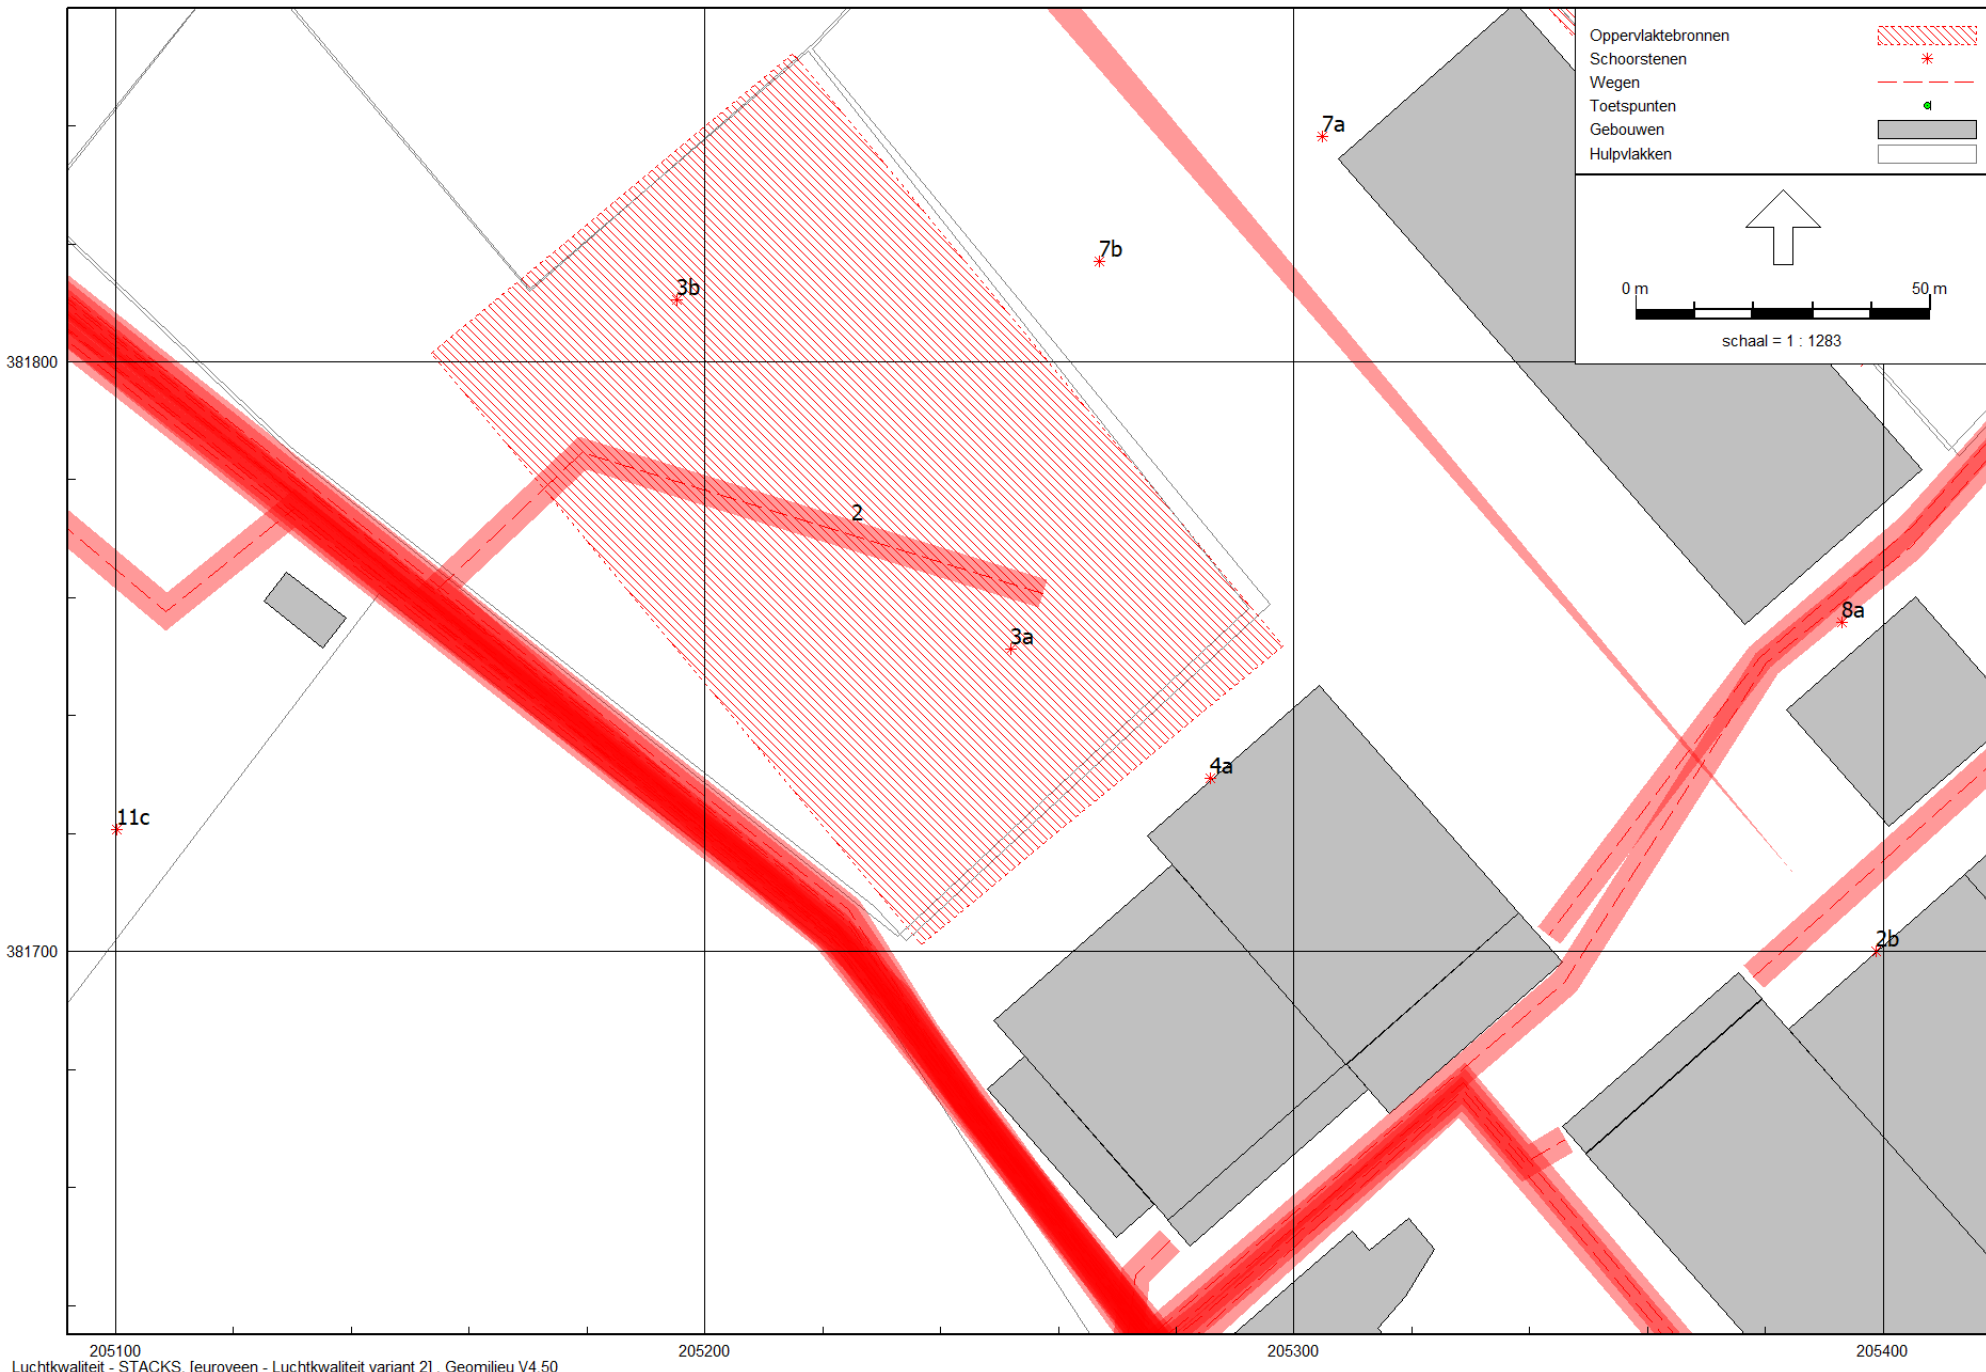 Oppervlaktebronnen
Schoorstenen
Wegen
Toetspunten
Gebouwen
Hulpvlakken
0 m 50 m
schaal = 1 : 1283
7a
7b
3b
381800
2
8a
3a
4a
11c
2b
381700
205100 205200 205300 205400
Luchtkwaliteit - STACKS, [euroveen - Luchtkwaliteit variant 2] , Geomilieu V4.50